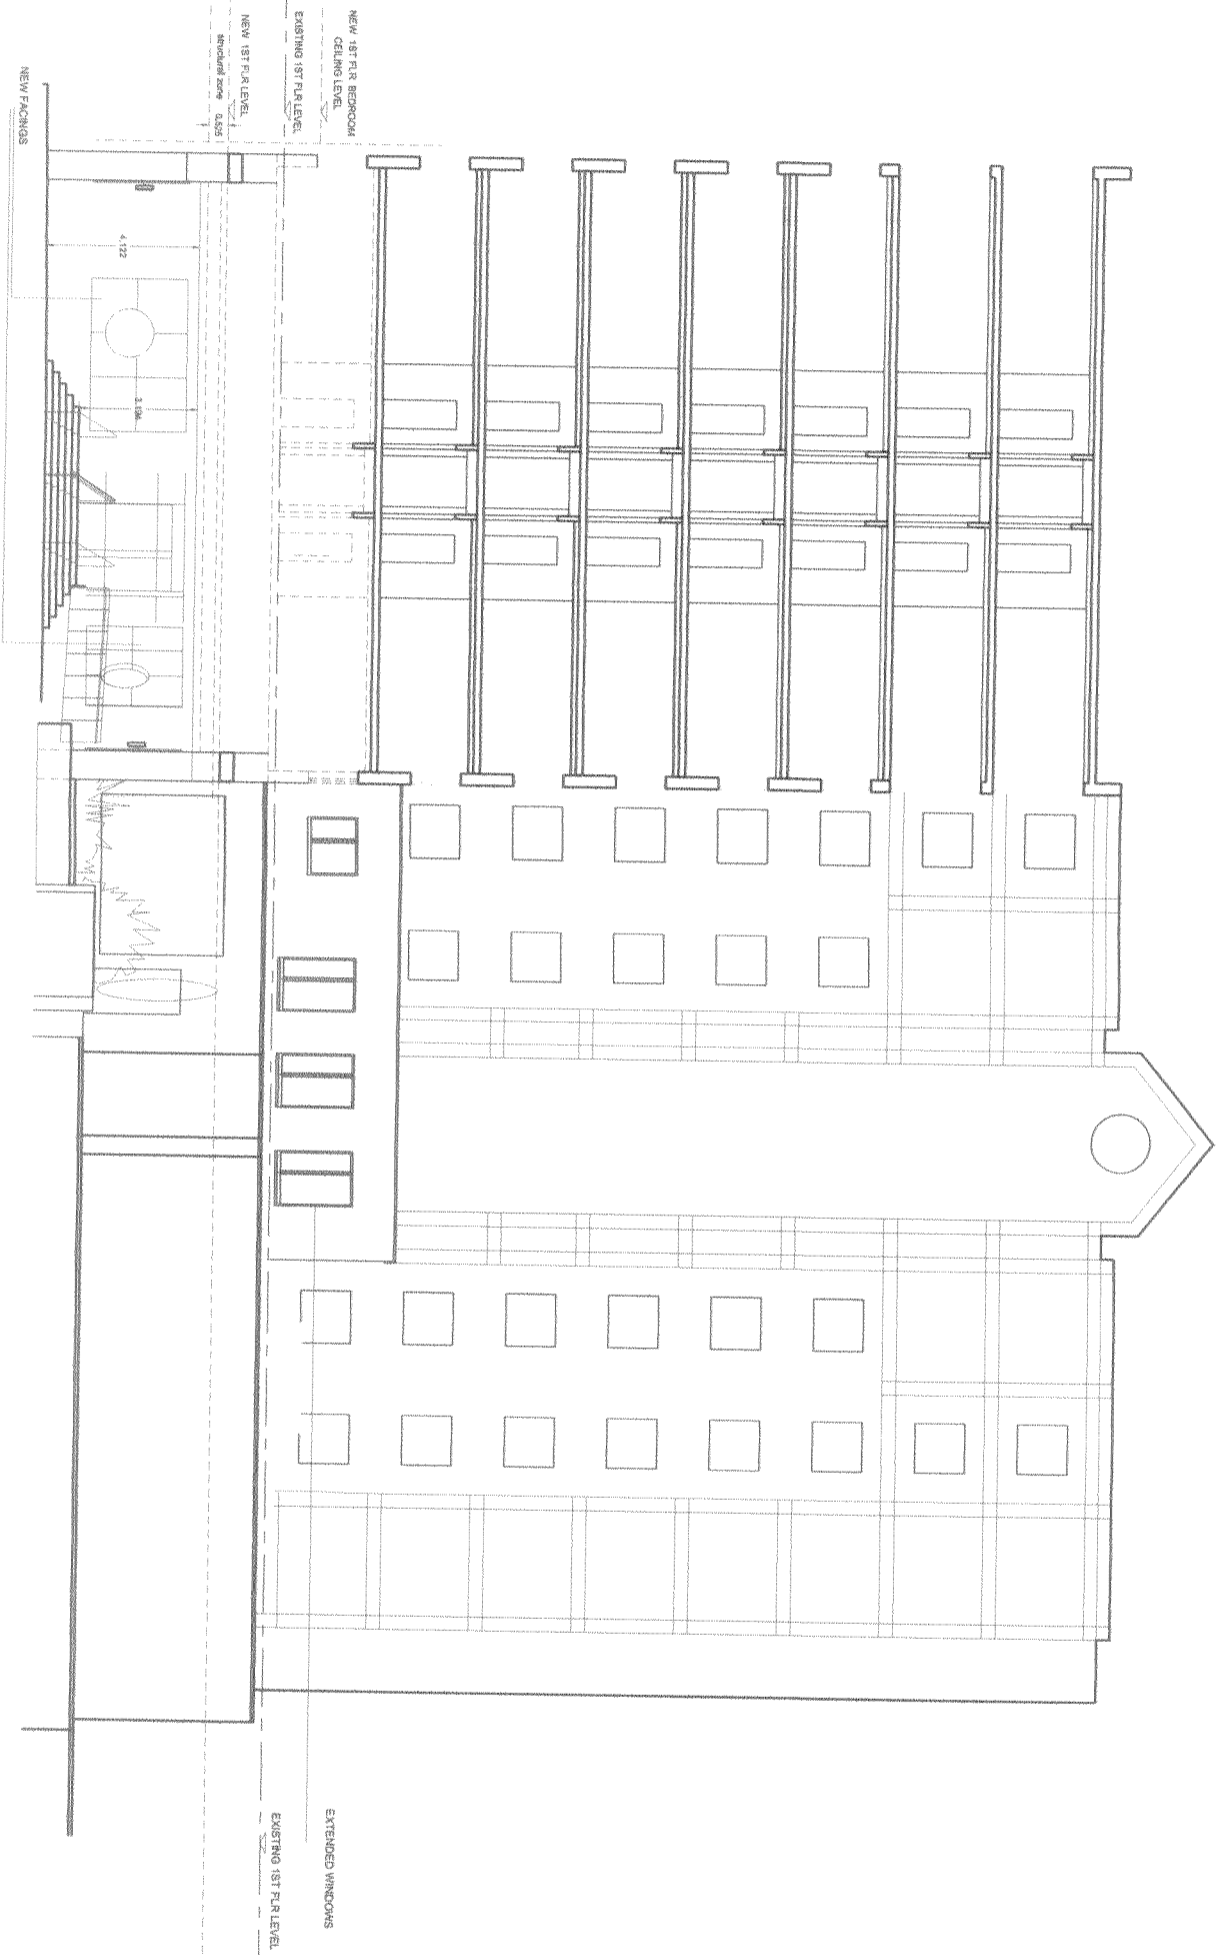 NEW 1ST FLR BEDROOM
CEILING LEVEL
EXISTING 1ST FLR LEVEL
NEW 1ST FLR LEVEL
structural zone 0.505
NEW FACINGS
4.122
EXTENDED WINDOWS
EXISTING 1ST FLR LEVEL